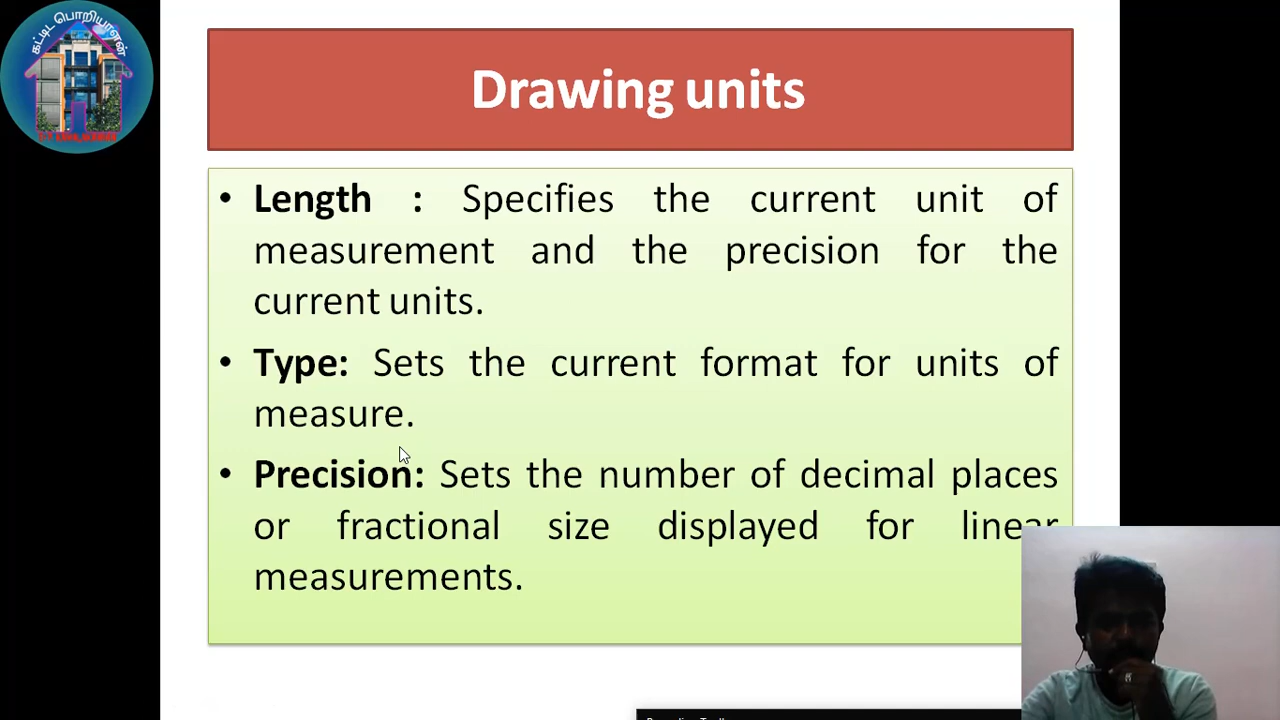 கட்டிட பொறியாளன்
Drawing units
• Length : Specifies the current unit of
measurement and the precision for the
current units.
• Type: Sets the current format for units of
measure.
• Precision: Sets the number of decimal places
or fractional size displayed for linear
measurements.